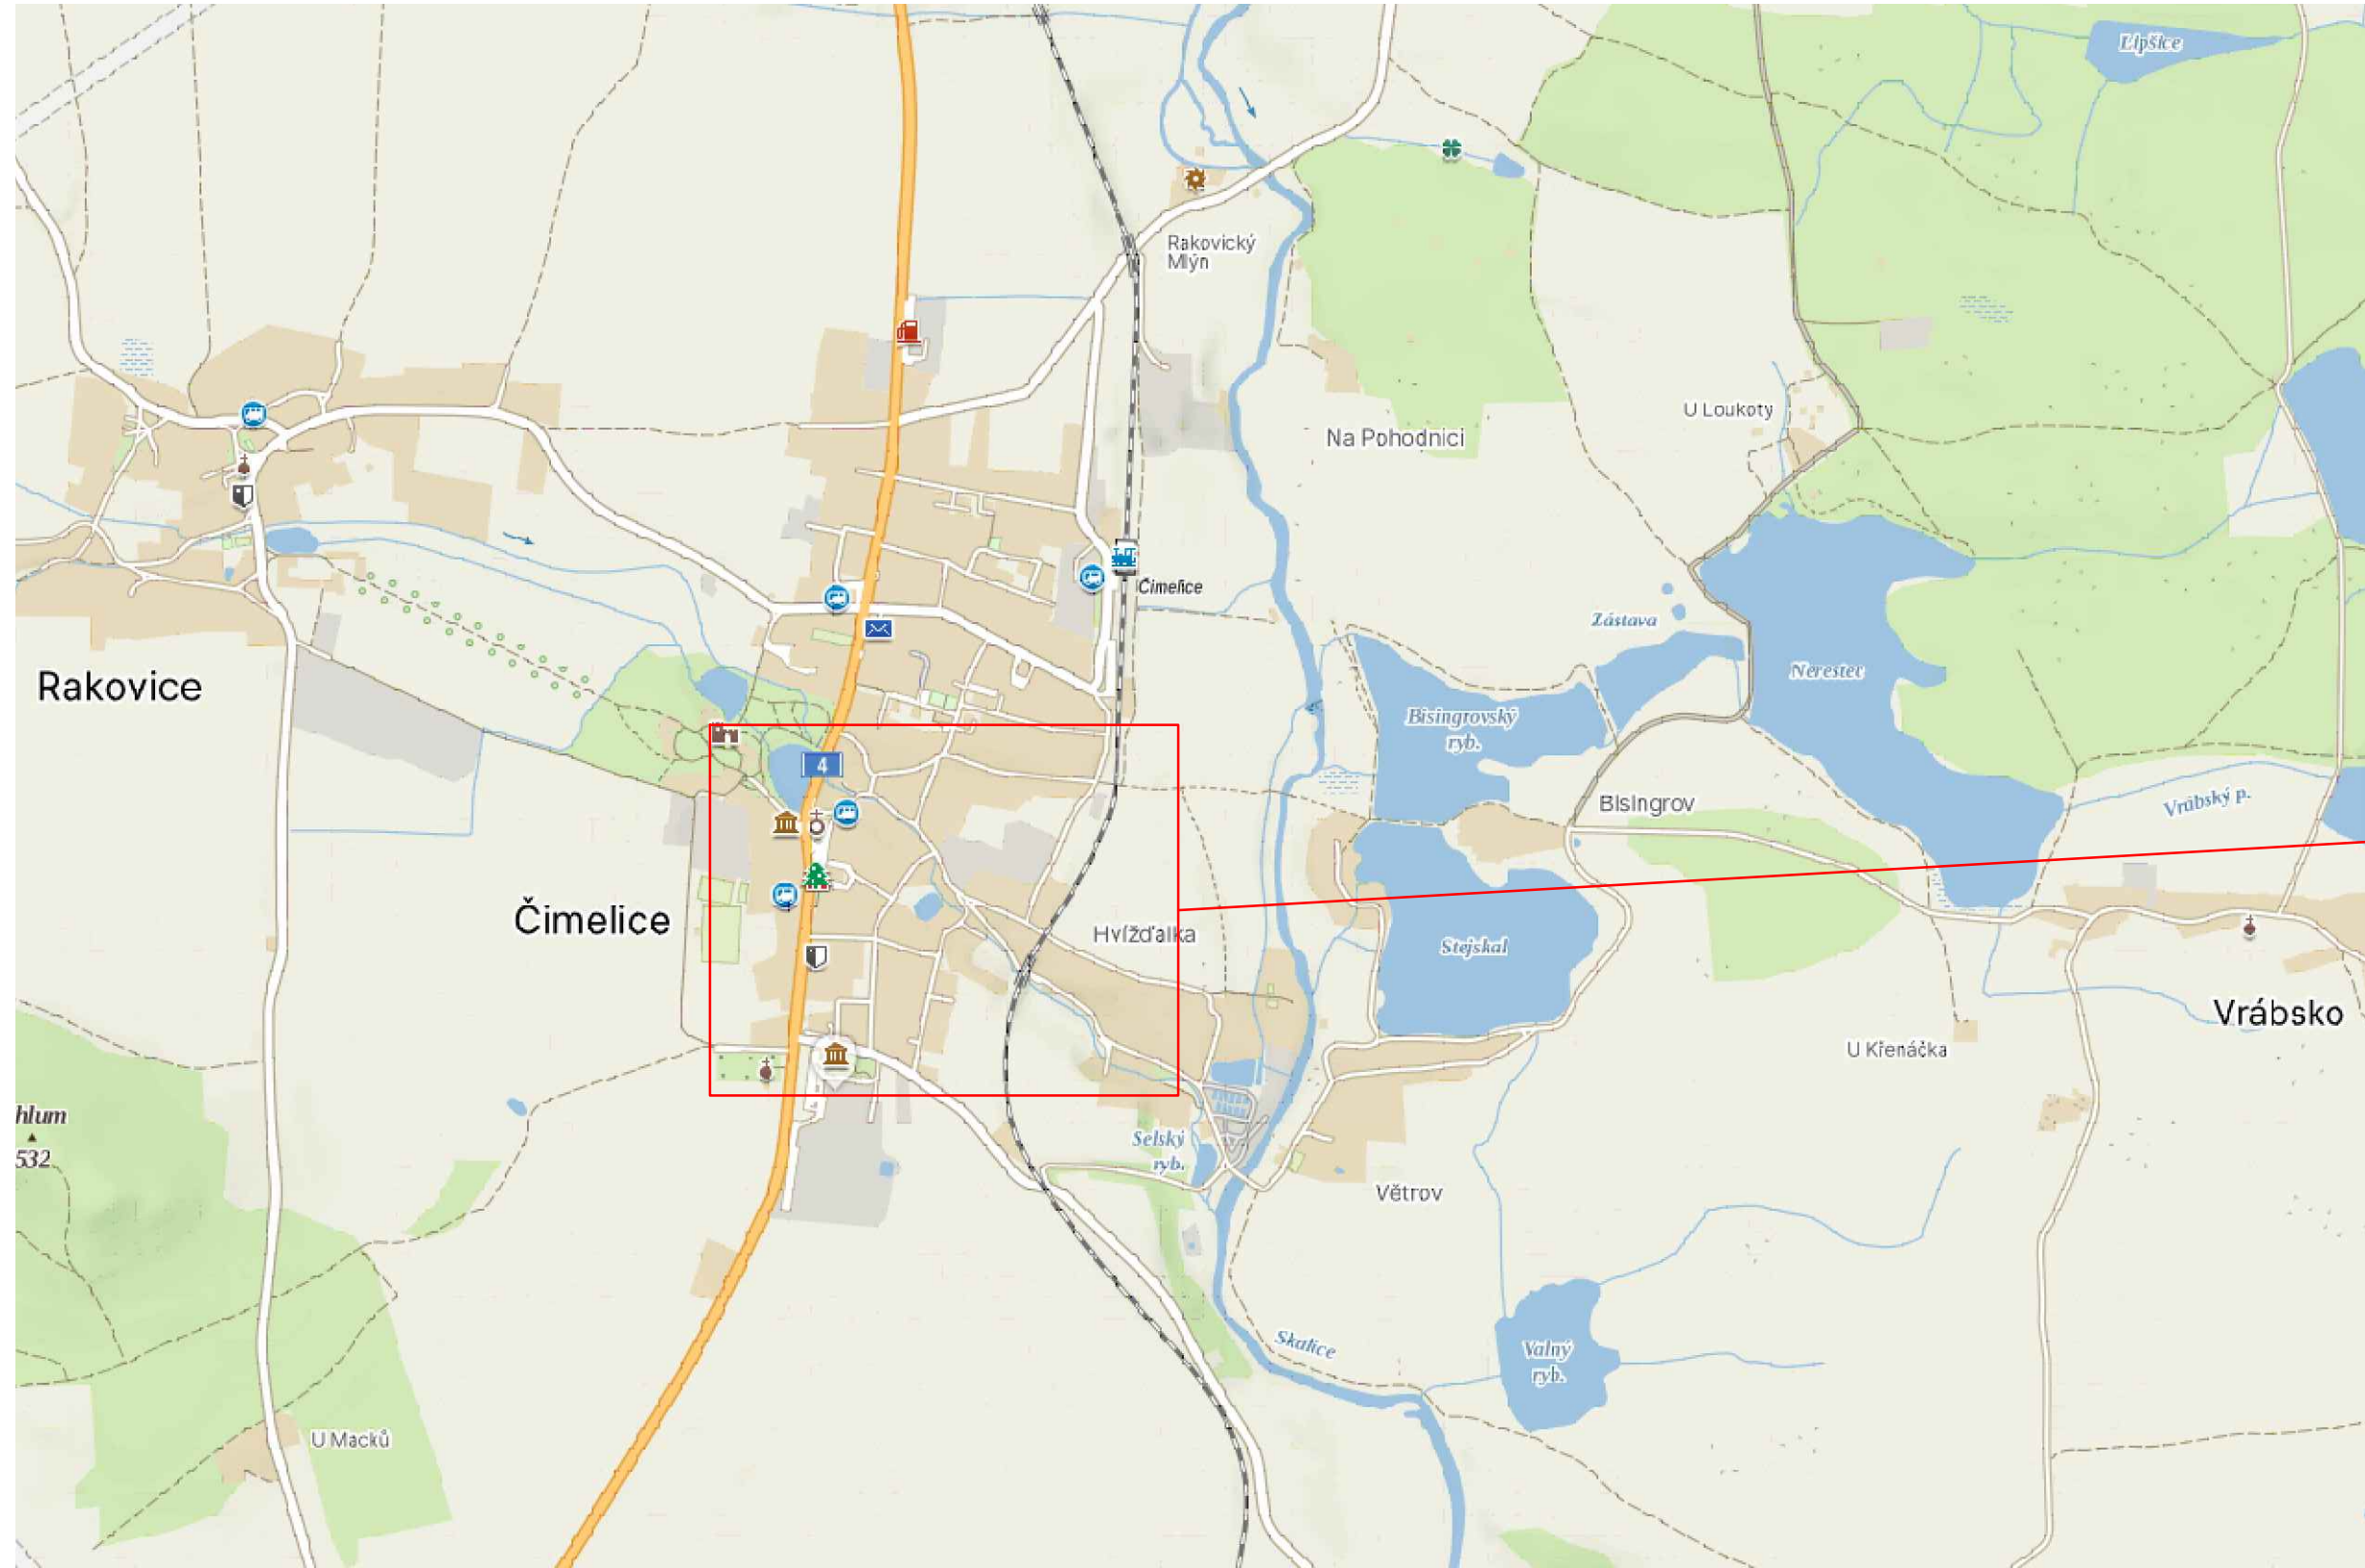 Lipšice
Rakovický
Mlýn
U Loukoty
Na Pohodnici
Čimelice
Zástava
Nerestec
Rakovice
Bisingrovský
ryb.
4
Bisingrov
Vrábský p.
Čimelice
Hvížďalka
Stejskal
Vrábsko
U Křenáčka
hlum
532
Selský
ryb.
Větrov
Skalice
Valný
ryb.
U Macků